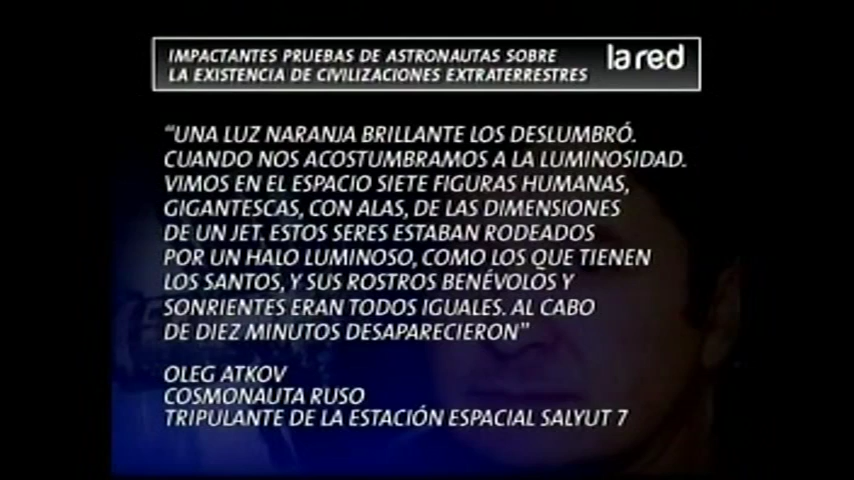 IMPACTANTES PRUEBAS DE ASTRONAUTAS SOBRE
LA EXISTENCIA DE CIVILIZACIONES EXTRATERRESTRES
la red
"UNA LUZ NARANJA BRILLANTE LOS DESLUMBRÓ.
CUANDO NOS ACOSTUMBRAMOS A LA LUMINOSIDAD.
VIMOS EN EL ESPACIO SIETE FIGURAS HUMANAS,
GIGANTESCAS, CON ALAS, DE LAS DIMENSIONES
DE UN JET. ESTOS SERES ESTABAN RODEADOS
POR UN HALO LUMINOSO, COMO LOS QUE TIENEN
LOS SANTOS, Y SUS ROSTROS BENÉVOLOS Y
SONRIENTES ERAN TODOS IGUALES. AL CABO
DE DIEZ MINUTOS DESAPARECIERON"
OLEG ATKOV
COSMONAUTA RUSO
TRIPULANTE DE LA ESTACIÓN ESPACIAL SALYUT 7